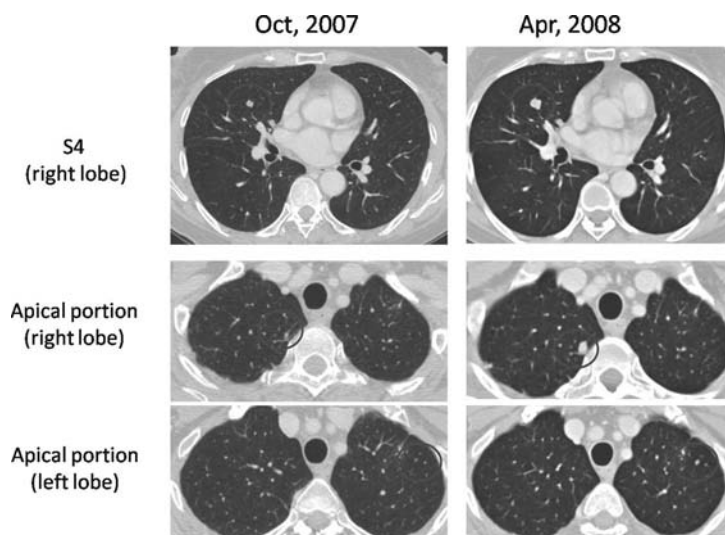 Oct, 2007
Apr, 2008
S4
(right lobe)
Apical portion
(right lobe)
Apical portion
(left lobe)